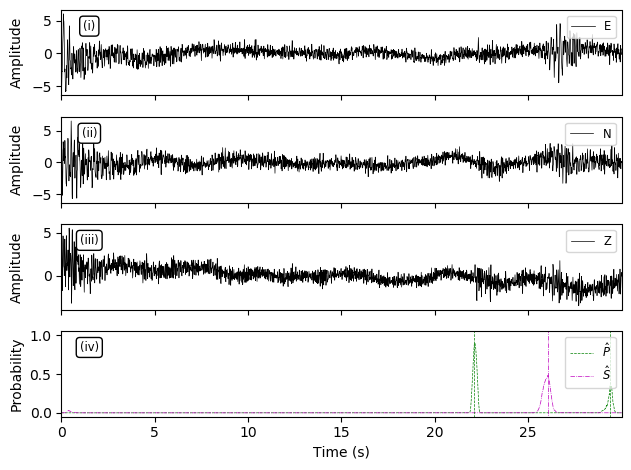 Amplitude
5
0
−5
(i)
E
Amplitude
5
0
−5
(ii)
N
Amplitude
5
0
(iii)
Z
Probability
1.0
0.5
0.0
(iv)
P̂
Ŝ
0 5 10 15 20 25
Time (s)